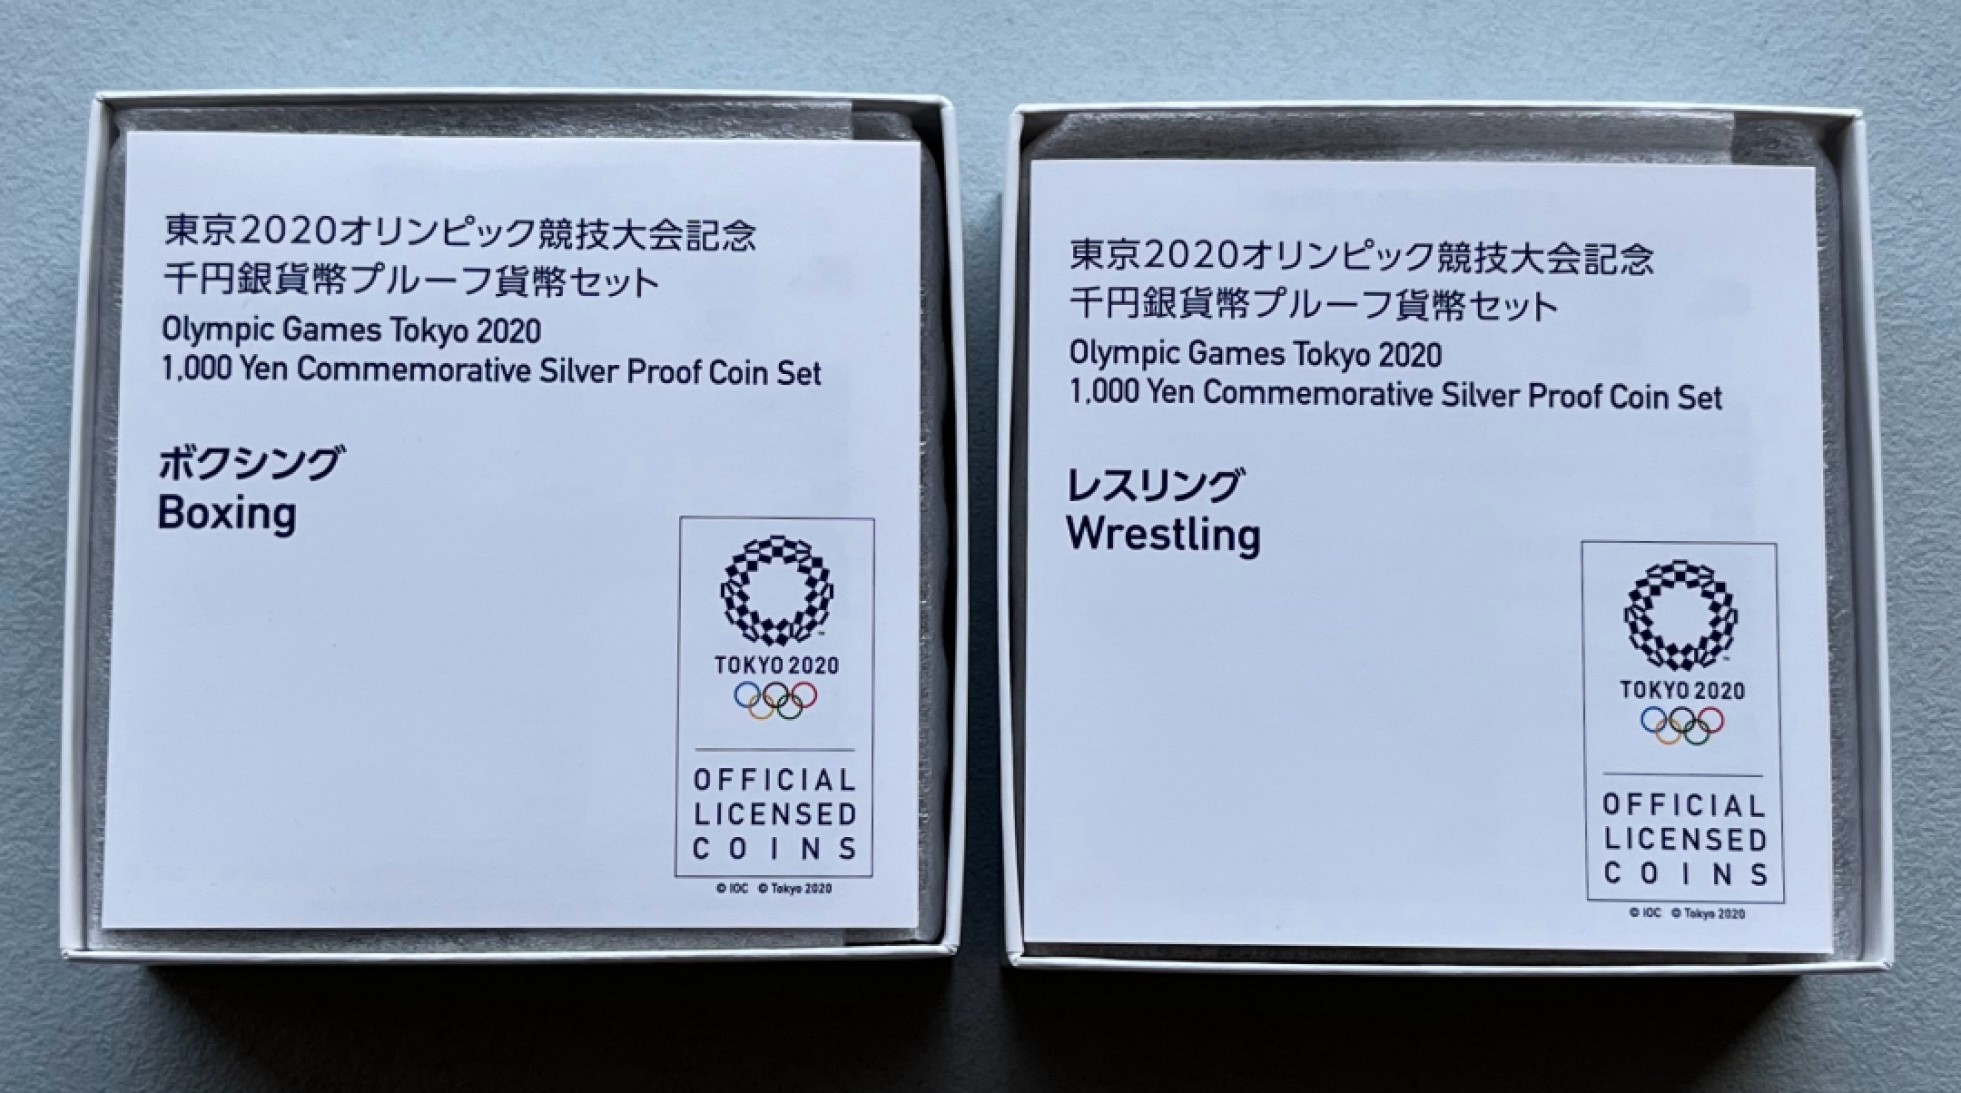 東京2020オリンピック競技大会記念
千円銀貨幣プルーフ貨幣セット
Olympic Games Tokyo 2020
1,000 Yen Commemorative Silver Proof Coin Set
ボクシング
Boxing
TOKYO 2020
OFFICIAL
LICENSED
COINS
© IOC © Tokyo 2020
東京2020オリンピック競技大会記念
千円銀貨幣プルーフ貨幣セット
Olympic Games Tokyo 2020
1,000 Yen Commemorative Silver Proof Coin Set
レスリング
Wrestling
TOKYO 2020
OFFICIAL
LICENSED
COINS
© IOC © Tokyo 2020